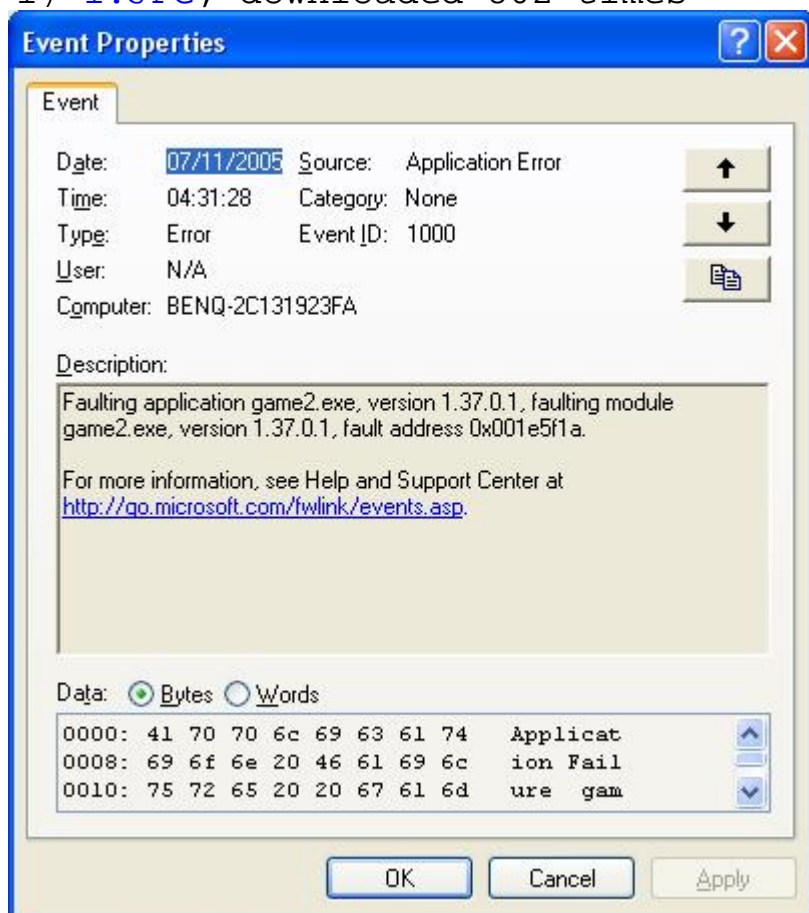 Event Properties
Event
Date: 07/11/2005 Source: Application Error
Time: 04:31:28 Category: None
Type: Error Event ID: 1000
User: N/A
Computer: BENQ-2C131923FA
Description:
Faulting application game2.exe, version 1.37.0.1, faulting module
game2.exe, version 1.37.0.1, fault address 0x001e5f1a.
For more information, see Help and Support Center at
http://go.microsoft.com/fwlink/events.asp.
Data: Bytes Words
0000: 41 70 70 6c 69 63 61 74 Applicat
0008: 69 6f 6e 20 46 61 69 6c ion Fail
0010: 75 72 65 20 20 67 61 6d ure gam
OK Cancel Apply